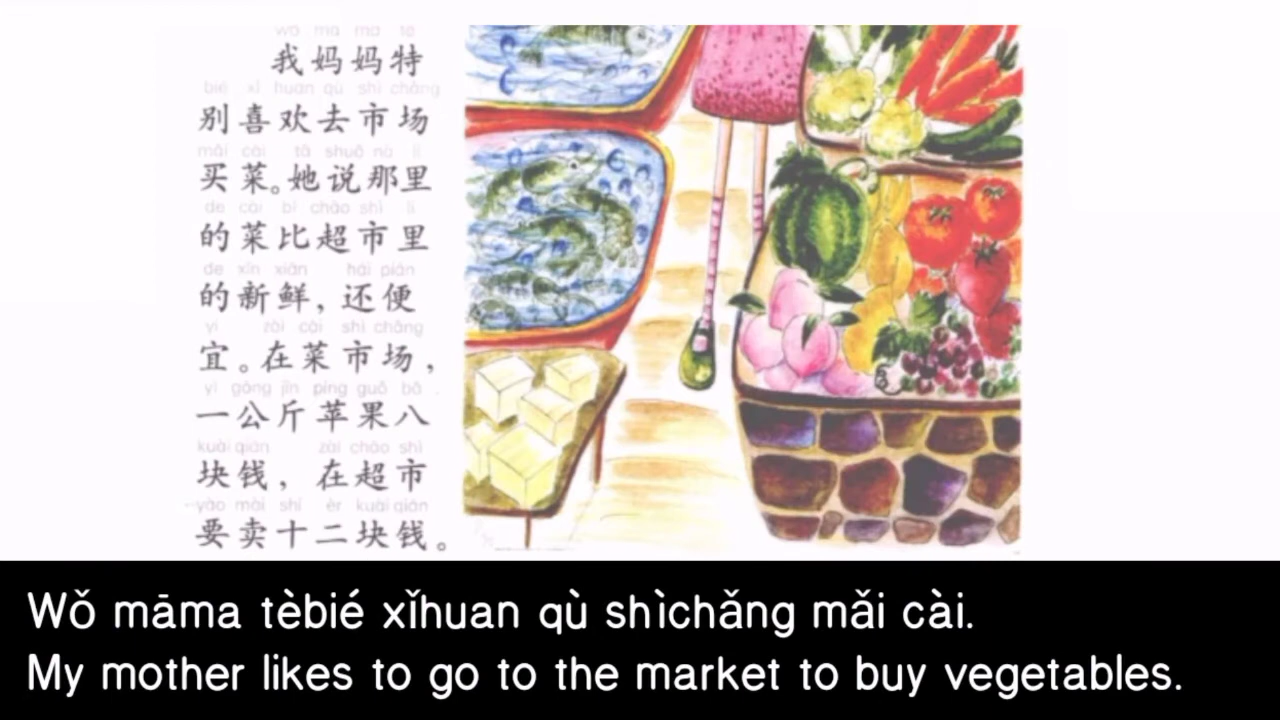 wǒ mā ma tè
我妈妈特
bié xǐ huan qù shì chǎng
别喜欢去市场
mǎi cài tā shuō nà lǐ
买菜。她说那里
de cài bǐ chāo shì lǐ
的菜比超市里
de xīn xiān hái pián
的新鲜，还便
yi zài cài shì chǎng
宜。在菜市场，
yì gōng jīn píng guǒ bā
一公斤苹果八
kuài qián zài chāo shì
块钱，在超市
yào mài shí èr kuài qián
要卖十二块钱。
Wǒ māma tèbié xǐhuan qù shìchǎng mǎi cài.
My mother likes to go to the market to buy vegetables.